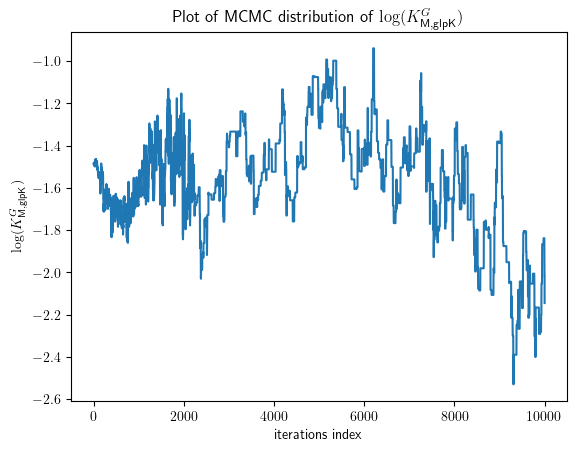 Plot of MCMC distribution of log(K^G_M,glpK)
−1.0
−1.2
−1.4
−1.6
−1.8
−2.0
−2.2
−2.4
−2.6
log(K^G_M,glpK)
0 2000 4000 6000 8000 10000
iterations index